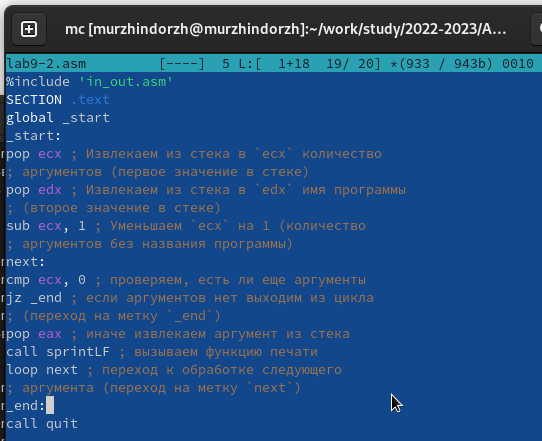 mc [murzhindorzh@murzhindorzh]:~/work/study/2022-2023/A...
lab9-2.asm [----] 5 L:[ 1+18 19/ 20] *(933 / 943b) 0010
%include 'in_out.asm'
SECTION .text
global _start
_start:
pop ecx ; Извлекаем из стека в `ecx` количество
; аргументов (первое значение в стеке)
pop edx ; Извлекаем из стека в `edx` имя программы
; (второе значение в стеке)
sub ecx, 1 ; Уменьшаем `ecx` на 1 (количество
; аргументов без названия программы)
next:
cmp ecx, 0 ; проверяем, есть ли еще аргументы
jz _end ; если аргументов нет выходим из цикла
; (переход на метку `_end`)
pop eax ; иначе извлекаем аргумент из стека
call sprintLF ; вызываем функцию печати
loop next ; переход к обработке следующего
; аргумента (переход на метку `next`)
_end:
call quit